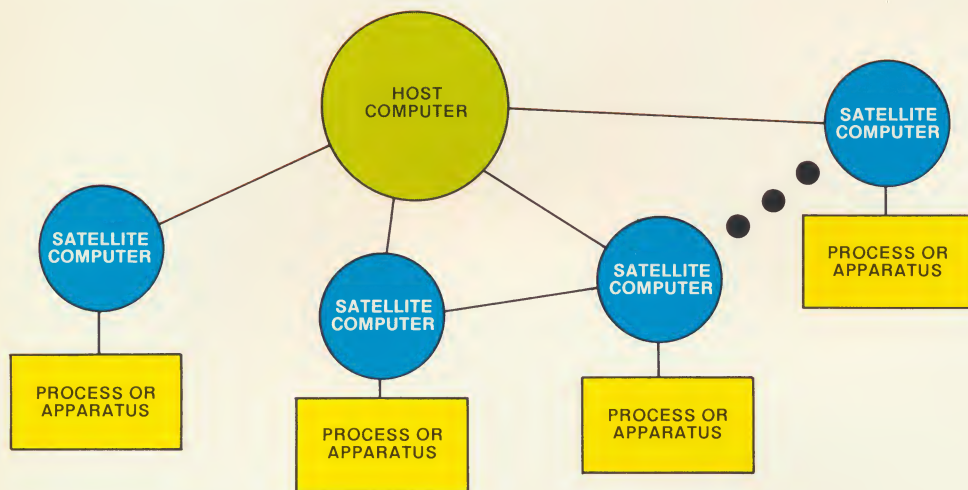 HOST
COMPUTER
SATELLITE
COMPUTER
SATELLITE
COMPUTER
SATELLITE
COMPUTER
SATELLITE
COMPUTER
PROCESS OR
APPARATUS
PROCESS OR
APPARATUS
PROCESS OR
APPARATUS
PROCESS OR
APPARATUS